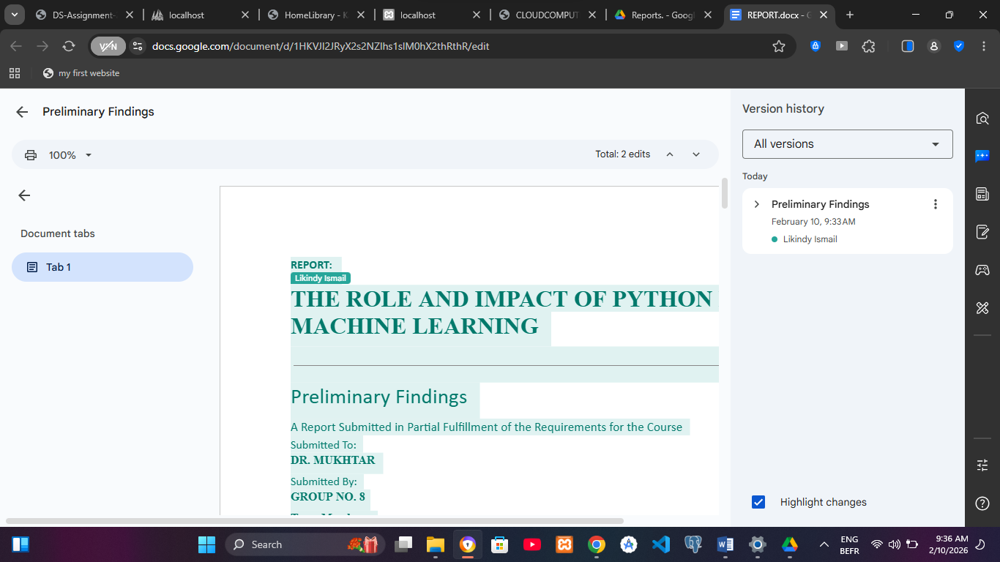 DS-Assignment-
localhost
HomeLibrary - K
localhost
CLOUDCOMPUT
Reports. - Googl
REPORT.docx - G
VPN
docs.google.com/document/d/1HKVJI2JRyX2s2NZIhs1sIM0hX2thRthR/edit
my first website
Preliminary Findings
100%
Total: 2 edits
Document tabs
Tab 1
REPORT:
Likindy Ismail
THE ROLE AND IMPACT OF PYTHON
MACHINE LEARNING
Preliminary Findings
A Report Submitted in Partial Fulfillment of the Requirements for the Course
Submitted To:
DR. MUKHTAR
Submitted By:
GROUP NO. 8
Version history
All versions
Today
Preliminary Findings
February 10, 9:33 AM
Likindy Ismail
Highlight changes
Search
ENG
BEFR
9:36 AM
2/10/2026